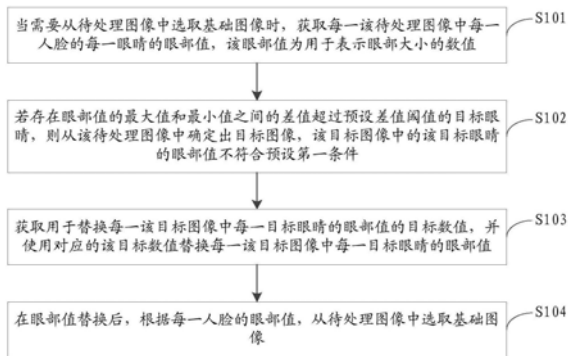 当需要从待处理图像中选取基础图像时，获取每一该待处理图像中每一
人脸的每一眼睛的眼部值，该眼部值为用于表示眼部大小的数值
S101
若存在眼部值的最大值和最小值之间的差值超过预设差值阈值的目标眼
睛，则从该待处理图像中确定出目标图像，该目标图像中的该目标眼睛
的眼部值不符合预设第一条件
S102
获取用于替换每一该目标图像中每一目标眼睛的眼部值的目标数值，并
使用对应的该目标数值替换每一该目标图像中每一目标眼睛的眼部值
S103
在眼部值替换后，根据每一人脸的眼部值，从待处理图像中选取基础图
像
S104